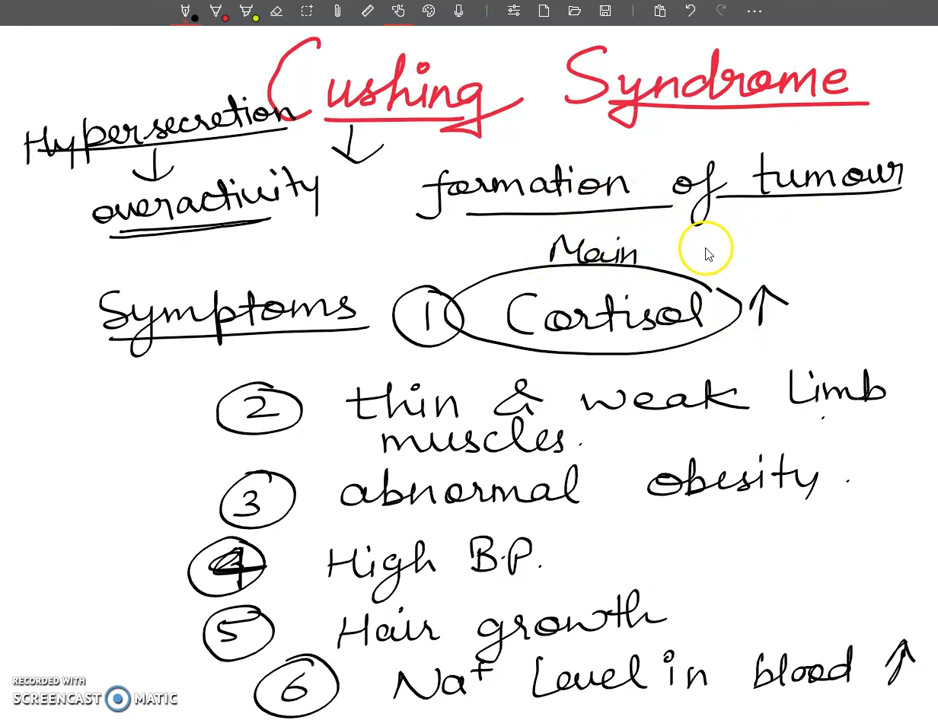 Cushing Syndrome
Hypersecretion
↓ ↓
overactivity formation of tumour
Main
Symptoms ① Cortisol ↑
② thin & weak Limb
muscles.
③ abnormal obesity.
④ High B.P.
⑤ Hair growth
⑥ Na+ Level in blood ↑
RECORDED WITH
SCREENCAST MATIC